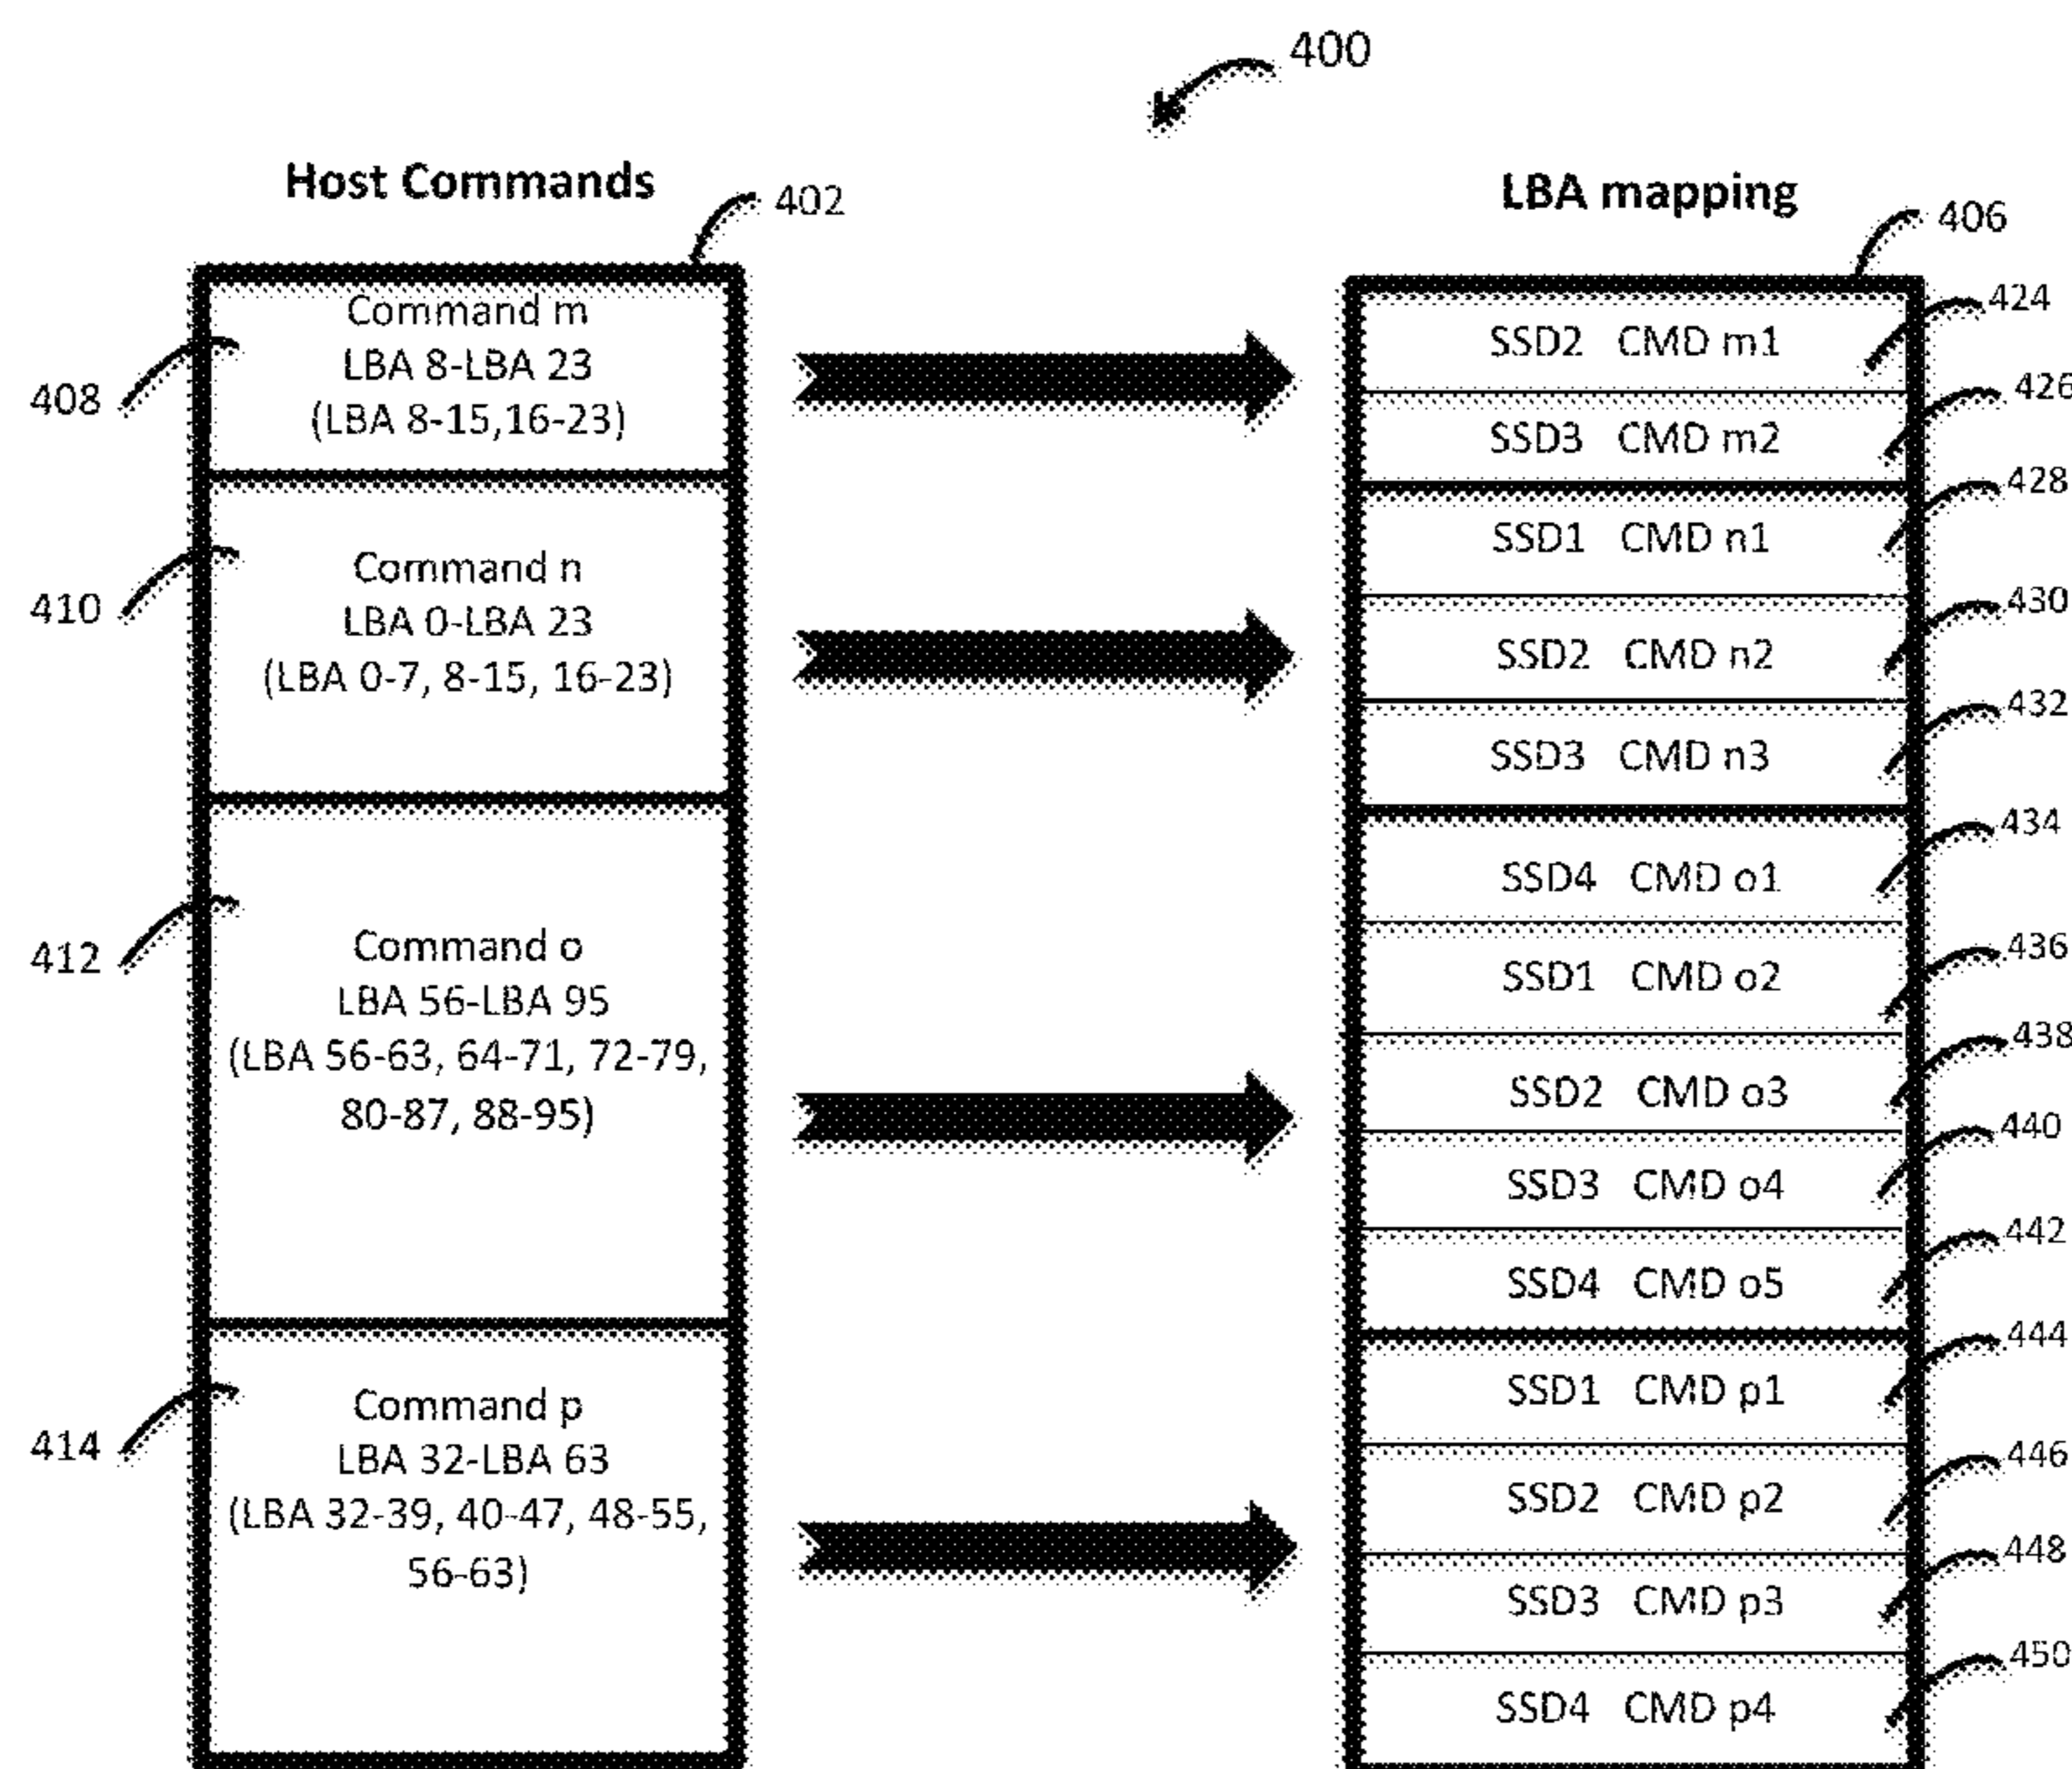 400
Host Commands
402
LBA mapping
406
408
Command m
LBA 8-LBA 23
(LBA 8-15,16-23)
410
Command n
LBA 0-LBA 23
(LBA 0-7, 8-15, 16-23)
412
Command o
LBA 56-LBA 95
(LBA 56-63, 64-71, 72-79,
80-87, 88-95)
414
Command p
LBA 32-LBA 63
(LBA 32-39, 40-47, 48-55,
56-63)
SSD2 CMD m1
424
SSD3 CMD m2
426
SSD1 CMD n1
428
SSD2 CMD n2
430
SSD3 CMD n3
432
SSD4 CMD o1
434
SSD1 CMD o2
436
SSD2 CMD o3
438
SSD3 CMD o4
440
SSD4 CMD o5
442
SSD1 CMD p1
444
SSD2 CMD p2
446
SSD3 CMD p3
448
SSD4 CMD p4
450